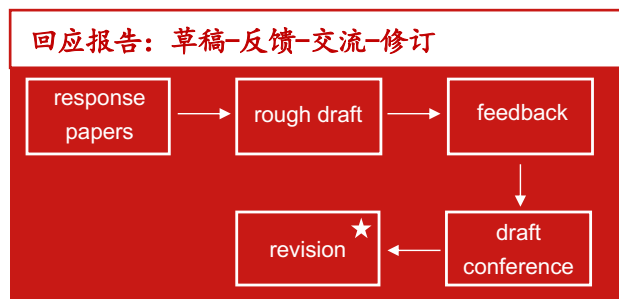 回应报告：草稿-反馈-交流-修订
response
papers
rough draft
feedback
draft
conference
revision